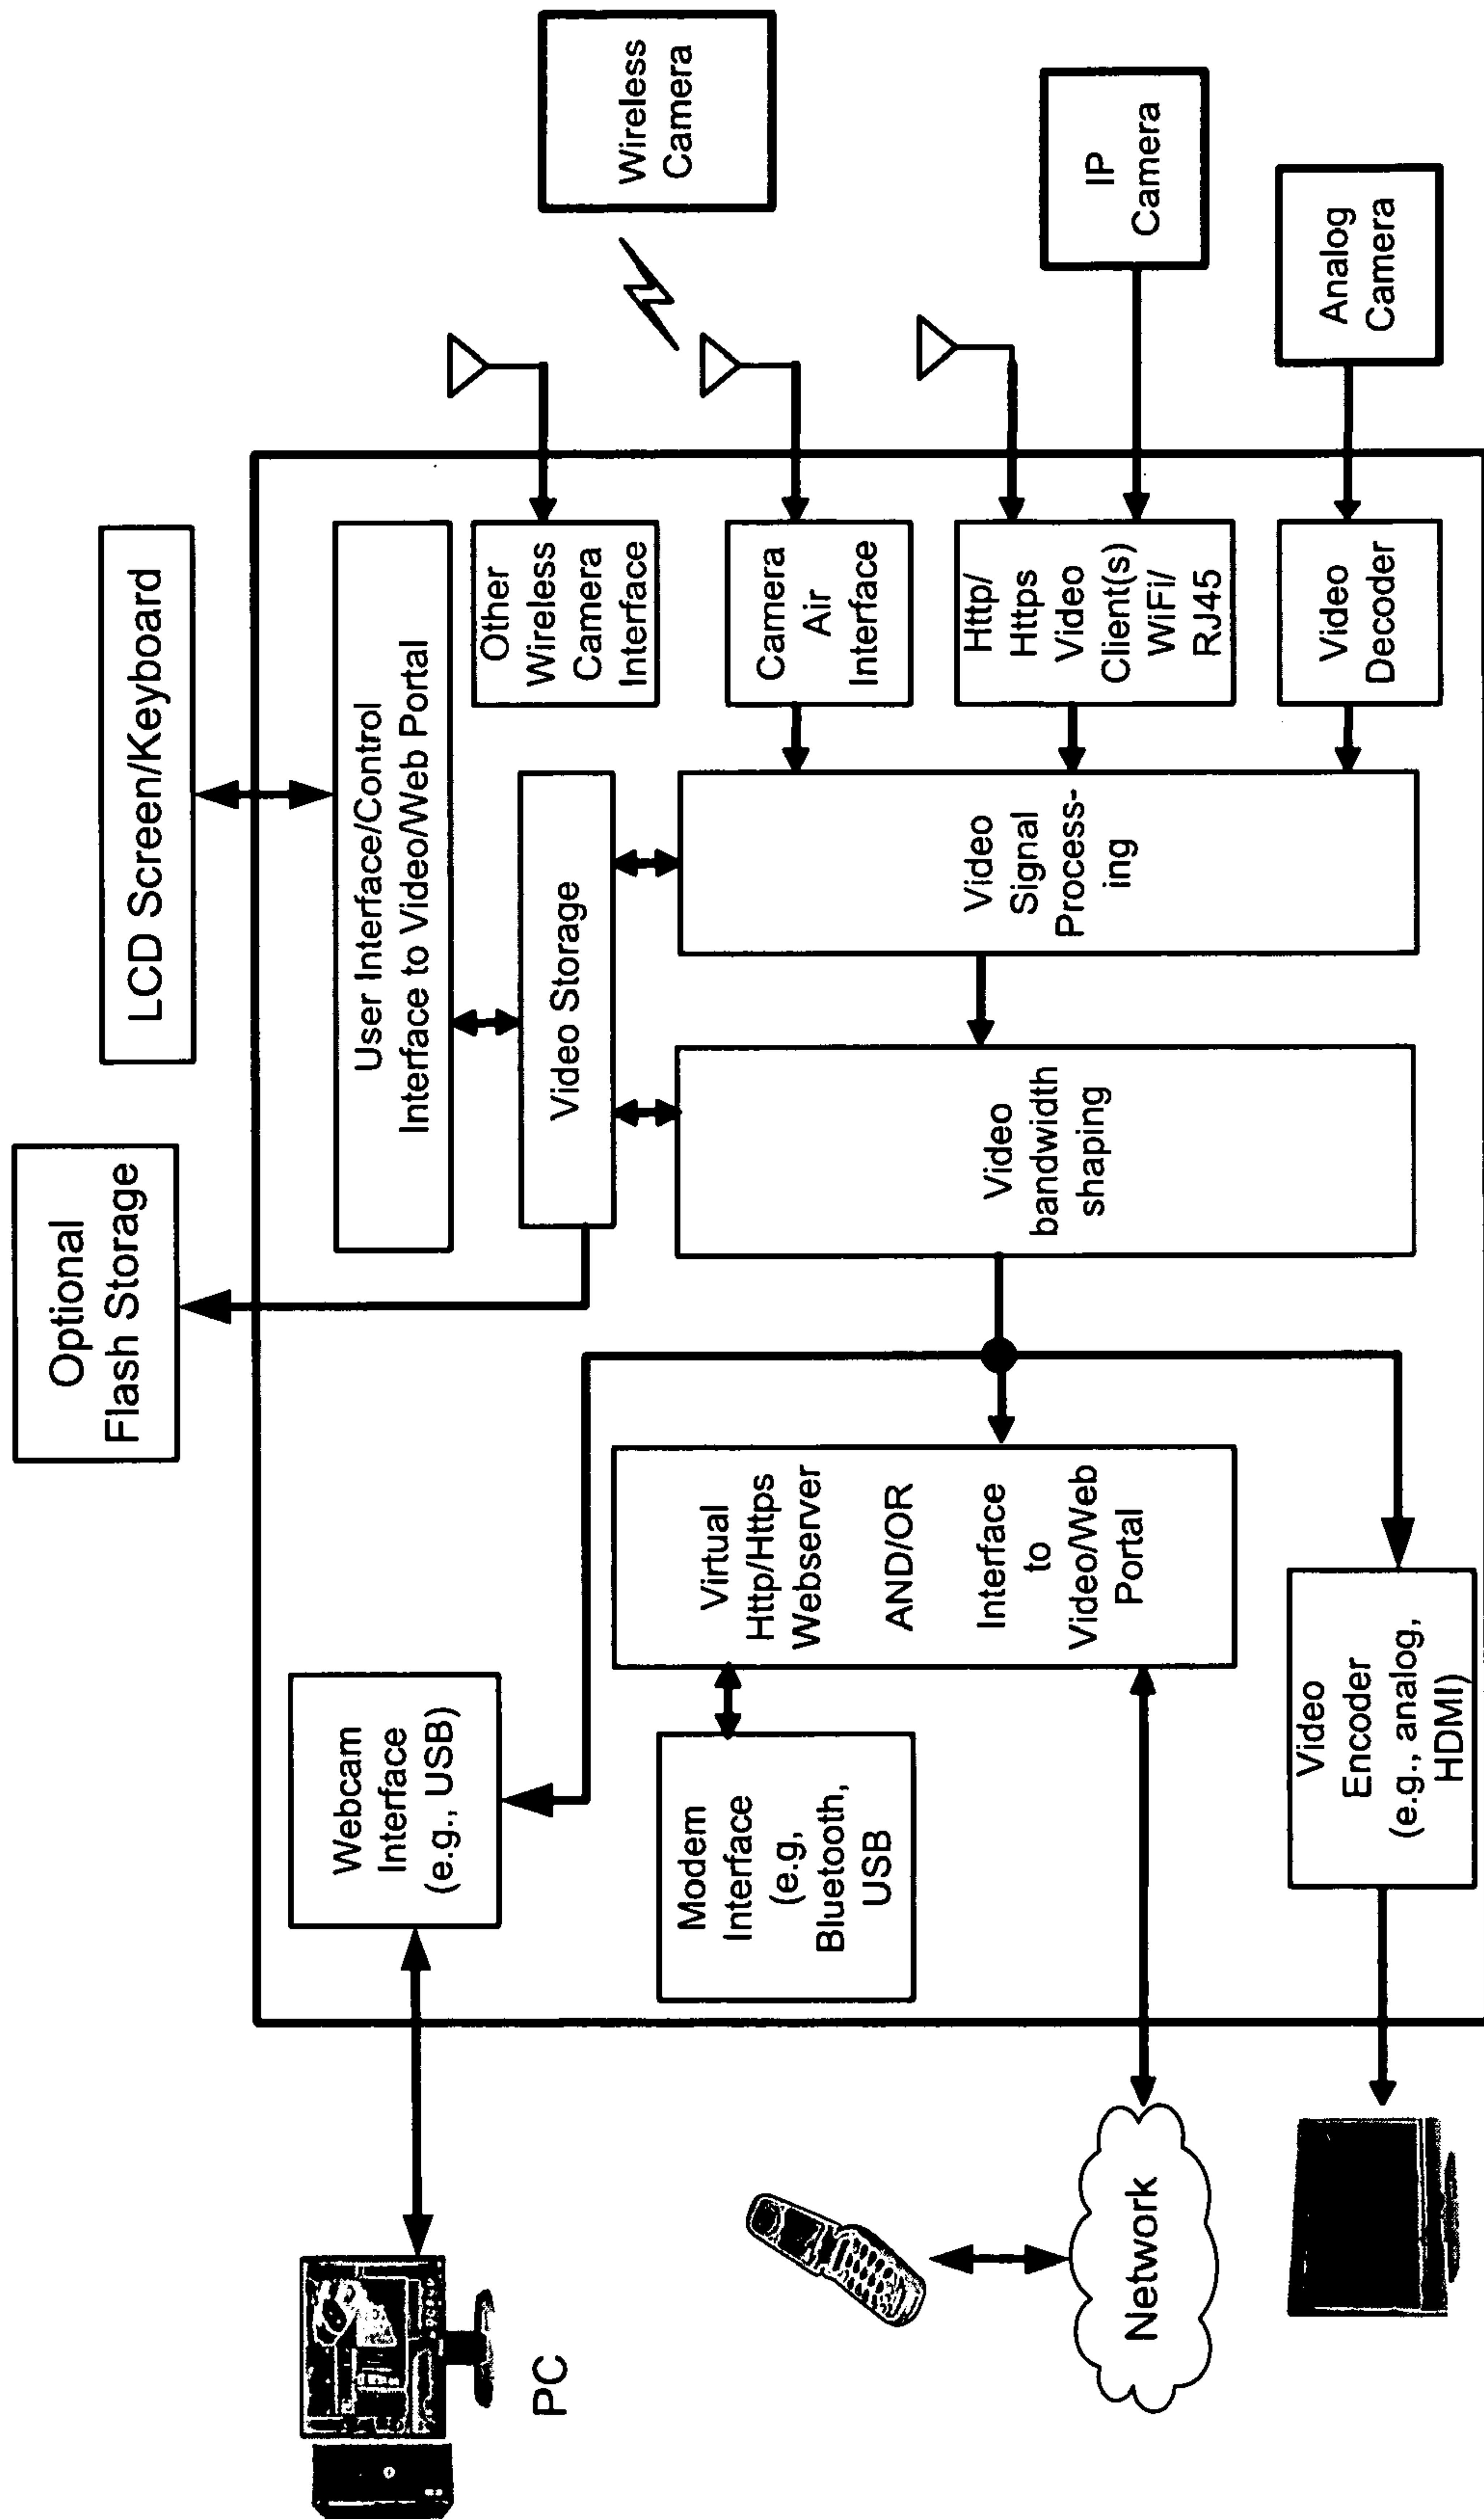 Optional
Flash Storage
LCD Screen/Keyboard
User Interface/Control
Interface to Video/Web Portal
Webcam
Interface
(e.g., USB)
PC
Video Storage
Other
Wireless
Camera
Interface
Wireless
Camera
Modem
Interface
(e.g,
Bluetooth,
USB
Virtual
Http/Https
Webserver
AND/OR
Interface
to
Video/Web
Portal
Video
bandwidth
shaping
Video
Signal
Process-
ing
Camera
Air
Interface
Http/
Https
Video
Client(s)
WiFi/
RJ45
IP
Camera
Network
Video
Encoder
(e.g., analog,
HDMI)
Video
Decoder
Analog
Camera